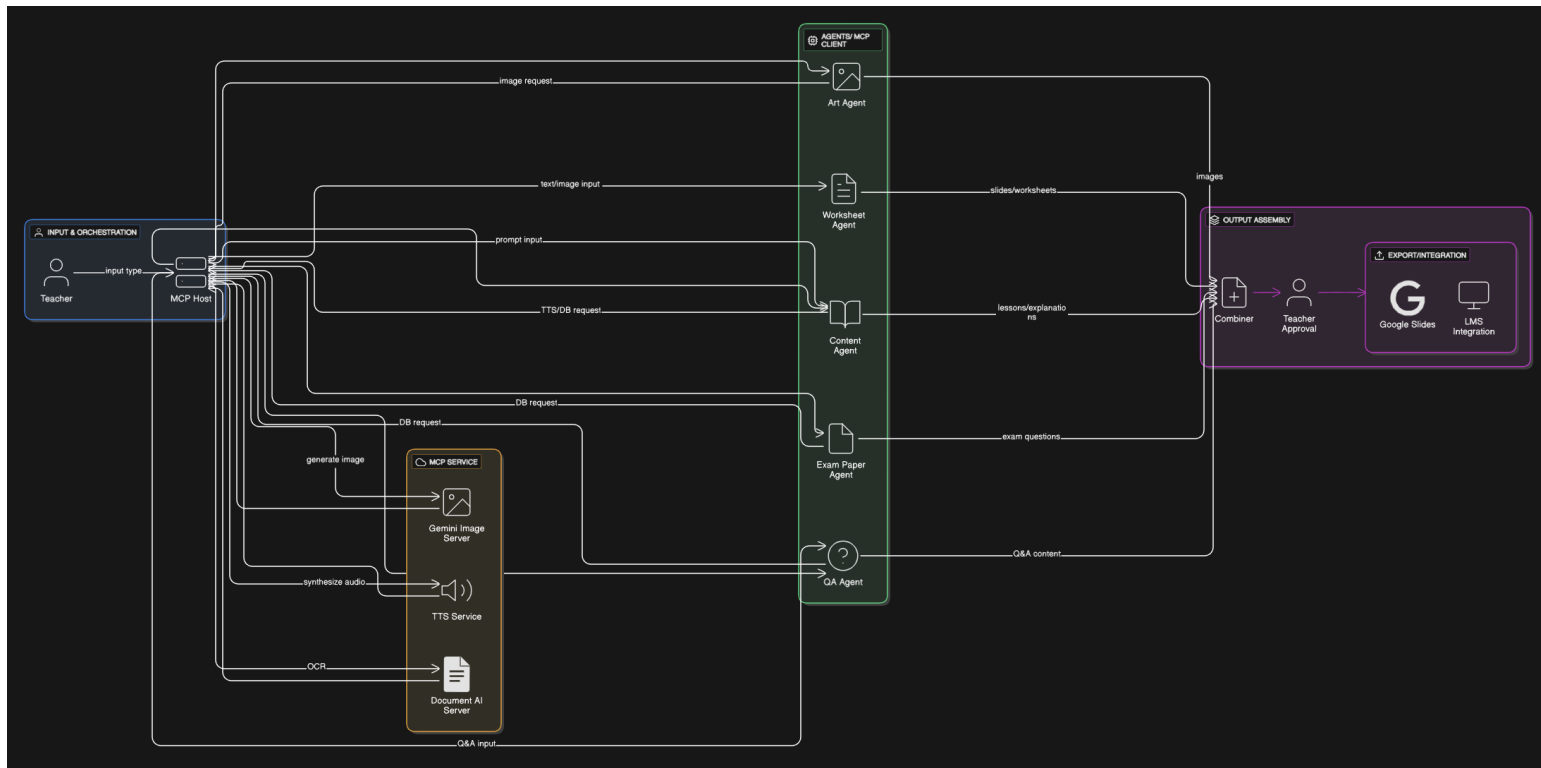 AGENTS/ MCP
CLIENT
image request
Art Agent
images
text/image input
Worksheet
Agent
slides/worksheets
INPUT & ORCHESTRATION
Teacher
input type
MCP Host
prompt input
TTS/DB request
Content
Agent
lessons/explanatio
ns
OUTPUT ASSEMBLY
Combiner
Teacher
Approval
EXPORT/INTEGRATION
Google Slides
LMS
Integration
DB request
DB request
Exam Paper
Agent
exam questions
generate image
MCP SERVICE
Gemini Image
Server
synthesize audio
TTS Service
QA Agent
Q&A content
OCR
Document AI
Server
Q&A input